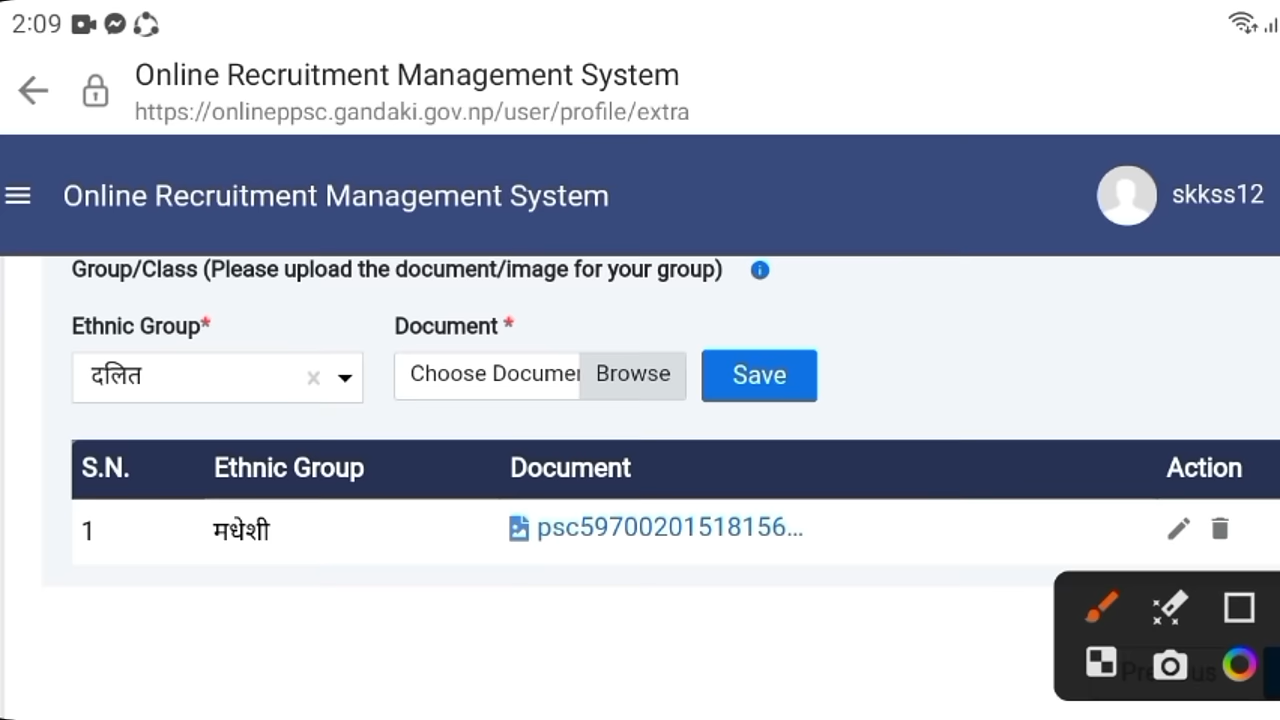 2:09
Online Recruitment Management System
https://onlineppsc.gandaki.gov.np/user/profile/extra
Online Recruitment Management System
skkss12
Group/Class (Please upload the document/image for your group)
Ethnic Group* Document *
दलित Choose Documen Browse Save
S.N. Ethnic Group Document Action
1 मधेशी psc59700201518156...